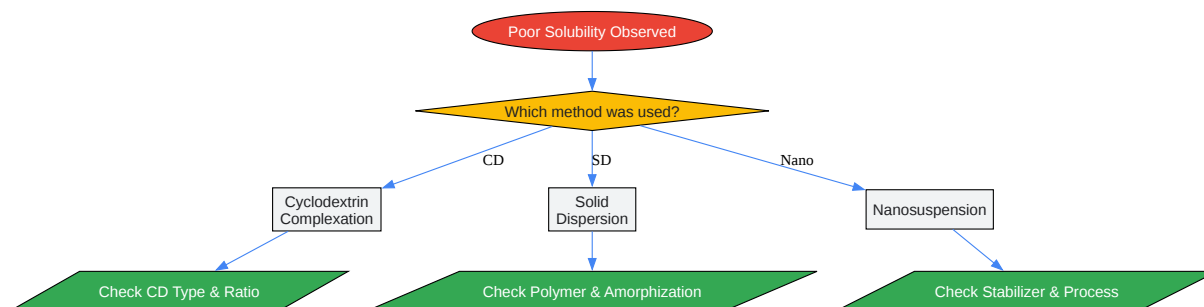 Poor Solubility Observed
Which method was used?
CD
SD
Nano
Cyclodextrin
Complexation
Solid
Dispersion
Nanosuspension
Check CD Type & Ratio
Check Polymer & Amorphization
Check Stabilizer & Process